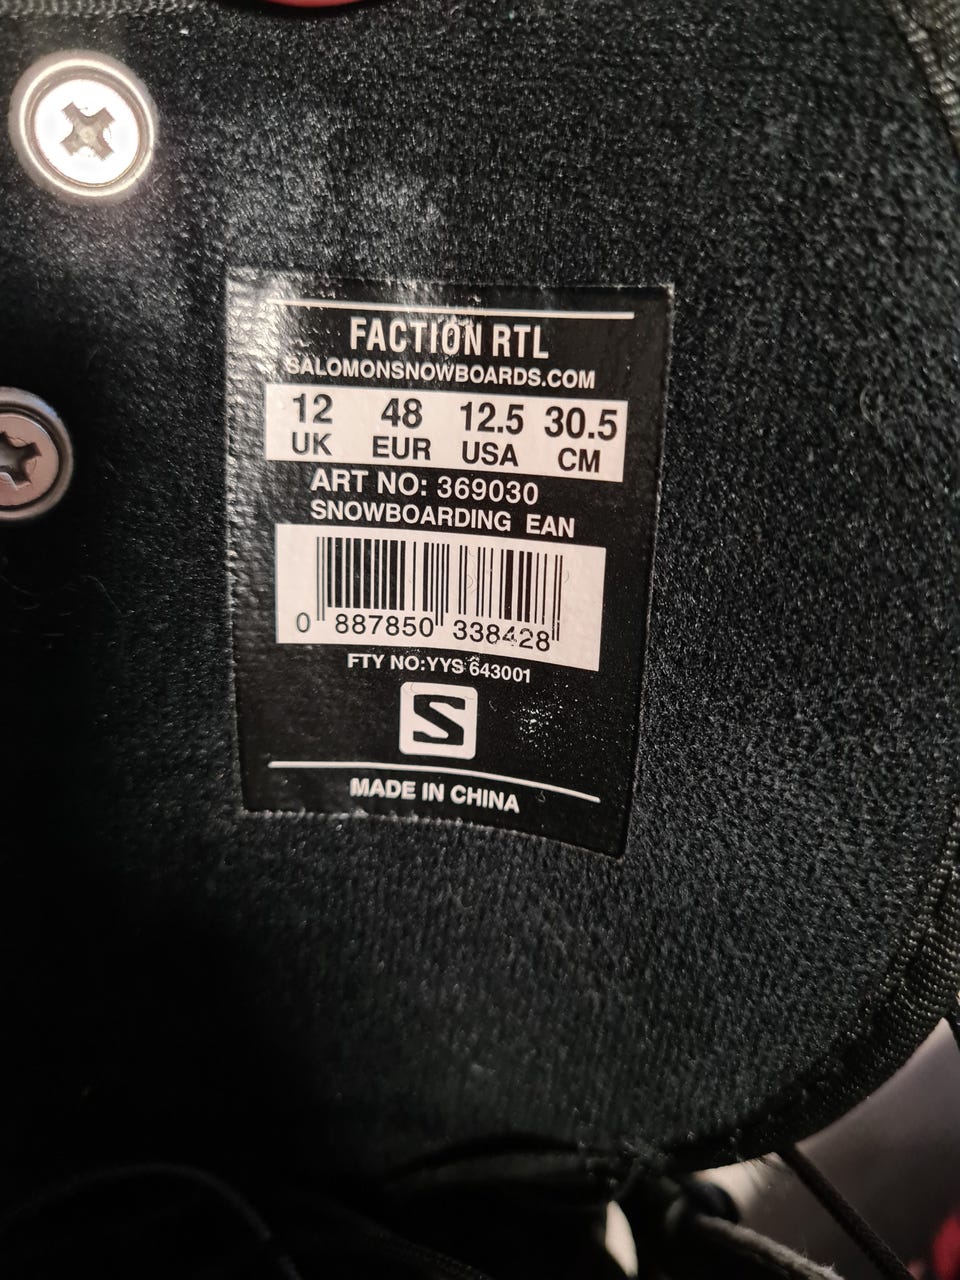 FACTION RTL
SALOMONSNOWBOARDS.COM
12 48 12.5 30.5
UK EUR USA CM
ART NO: 369030
SNOWBOARDING EAN
0 887850 338428
FTY NO:YYS 643001
S
MADE IN CHINA